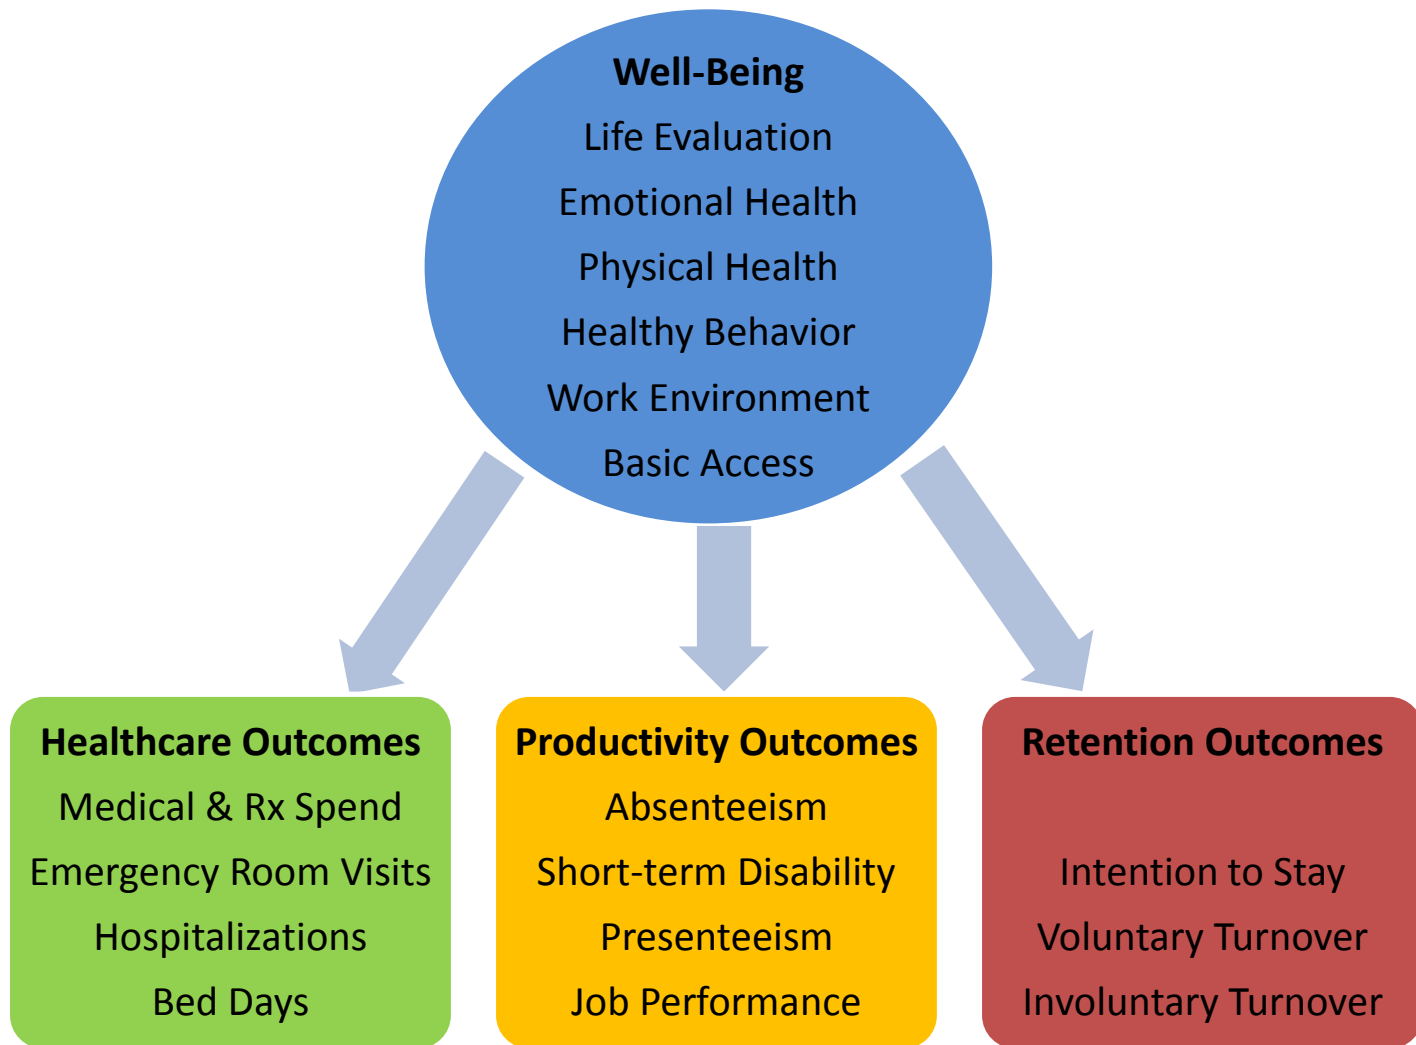 Well-Being
Life Evaluation
Emotional Health
Physical Health
Healthy Behavior
Work Environment
Basic Access
Healthcare Outcomes
Medical & Rx Spend
Emergency Room Visits
Hospitalizations
Bed Days
Productivity Outcomes
Absenteeism
Short-term Disability
Presenteeism
Job Performance
Retention Outcomes
Intention to Stay
Voluntary Turnover
Involuntary Turnover